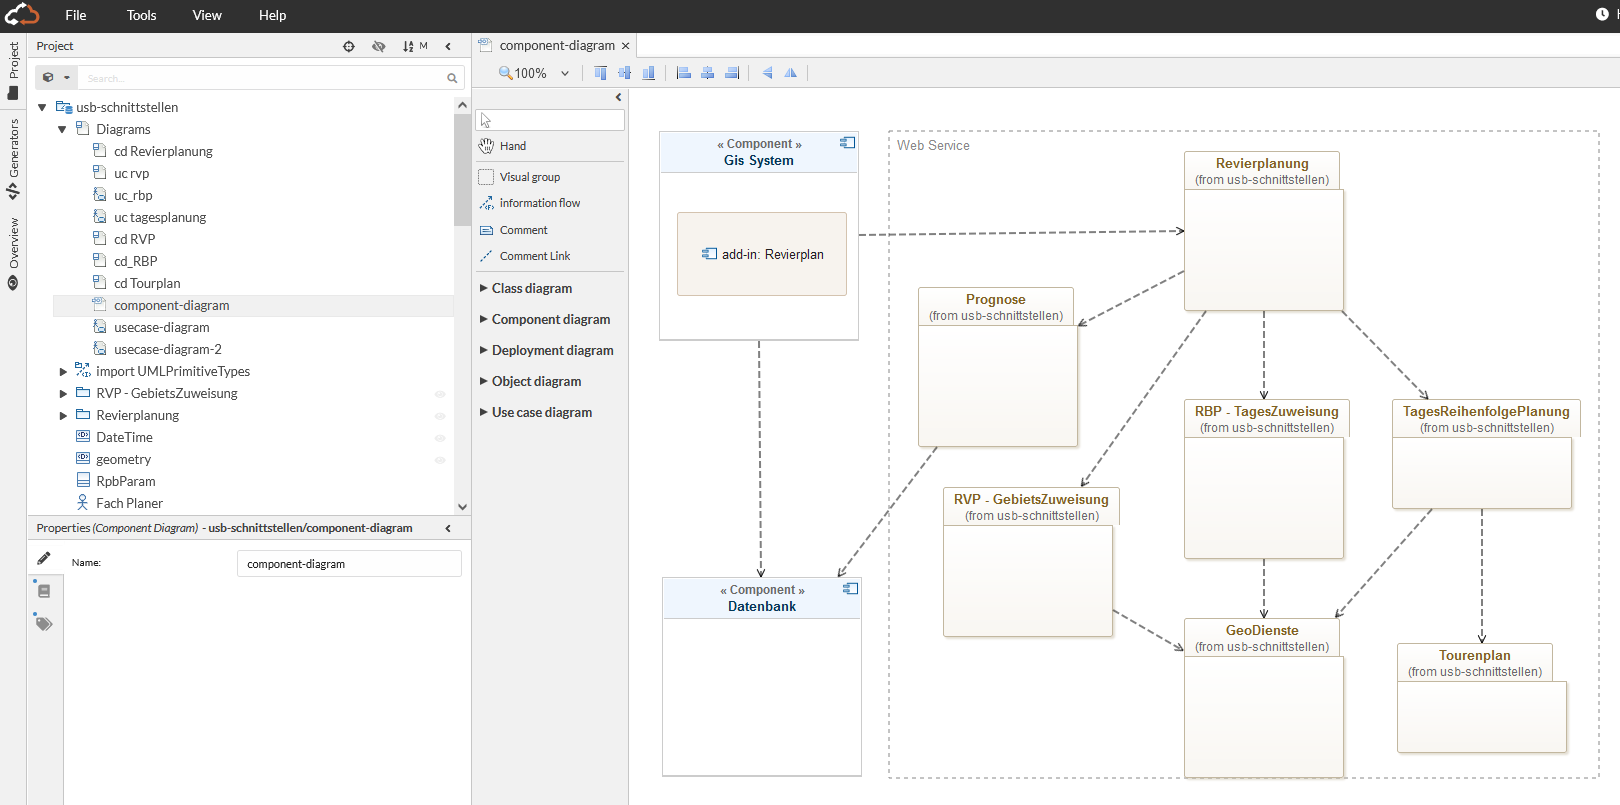 File Tools View Help
Project
Generators
Overview
Project
M
Search...
usb-schnittstellen
Diagrams
cd Revierplanung
uc rvp
uc_rbp
uc tagesplanung
cd RVP
cd_RBP
cd Tourplan
component-diagram
usecase-diagram
usecase-diagram-2
import UMLPrimitiveTypes
RVP - GebietsZuweisung
Revierplanung
DateTime
geometry
RpbParam
Fach Planer
Properties (Component Diagram) - usb-schnittstellen/component-diagram
Name: component-diagram
component-diagram
100%
Hand
Visual group
information flow
Comment
Comment Link
Class diagram
Component diagram
Deployment diagram
Object diagram
Use case diagram
« Component »
Gis System
add-in: Revierplan
Web Service
Revierplanung
(from usb-schnittstellen)
Prognose
(from usb-schnittstellen)
RBP - TagesZuweisung
(from usb-schnittstellen)
TagesReihenfolgePlanung
(from usb-schnittstellen)
RVP - GebietsZuweisung
(from usb-schnittstellen)
« Component »
Datenbank
GeoDienste
(from usb-schnittstellen)
Tourenplan
(from usb-schnittstellen)